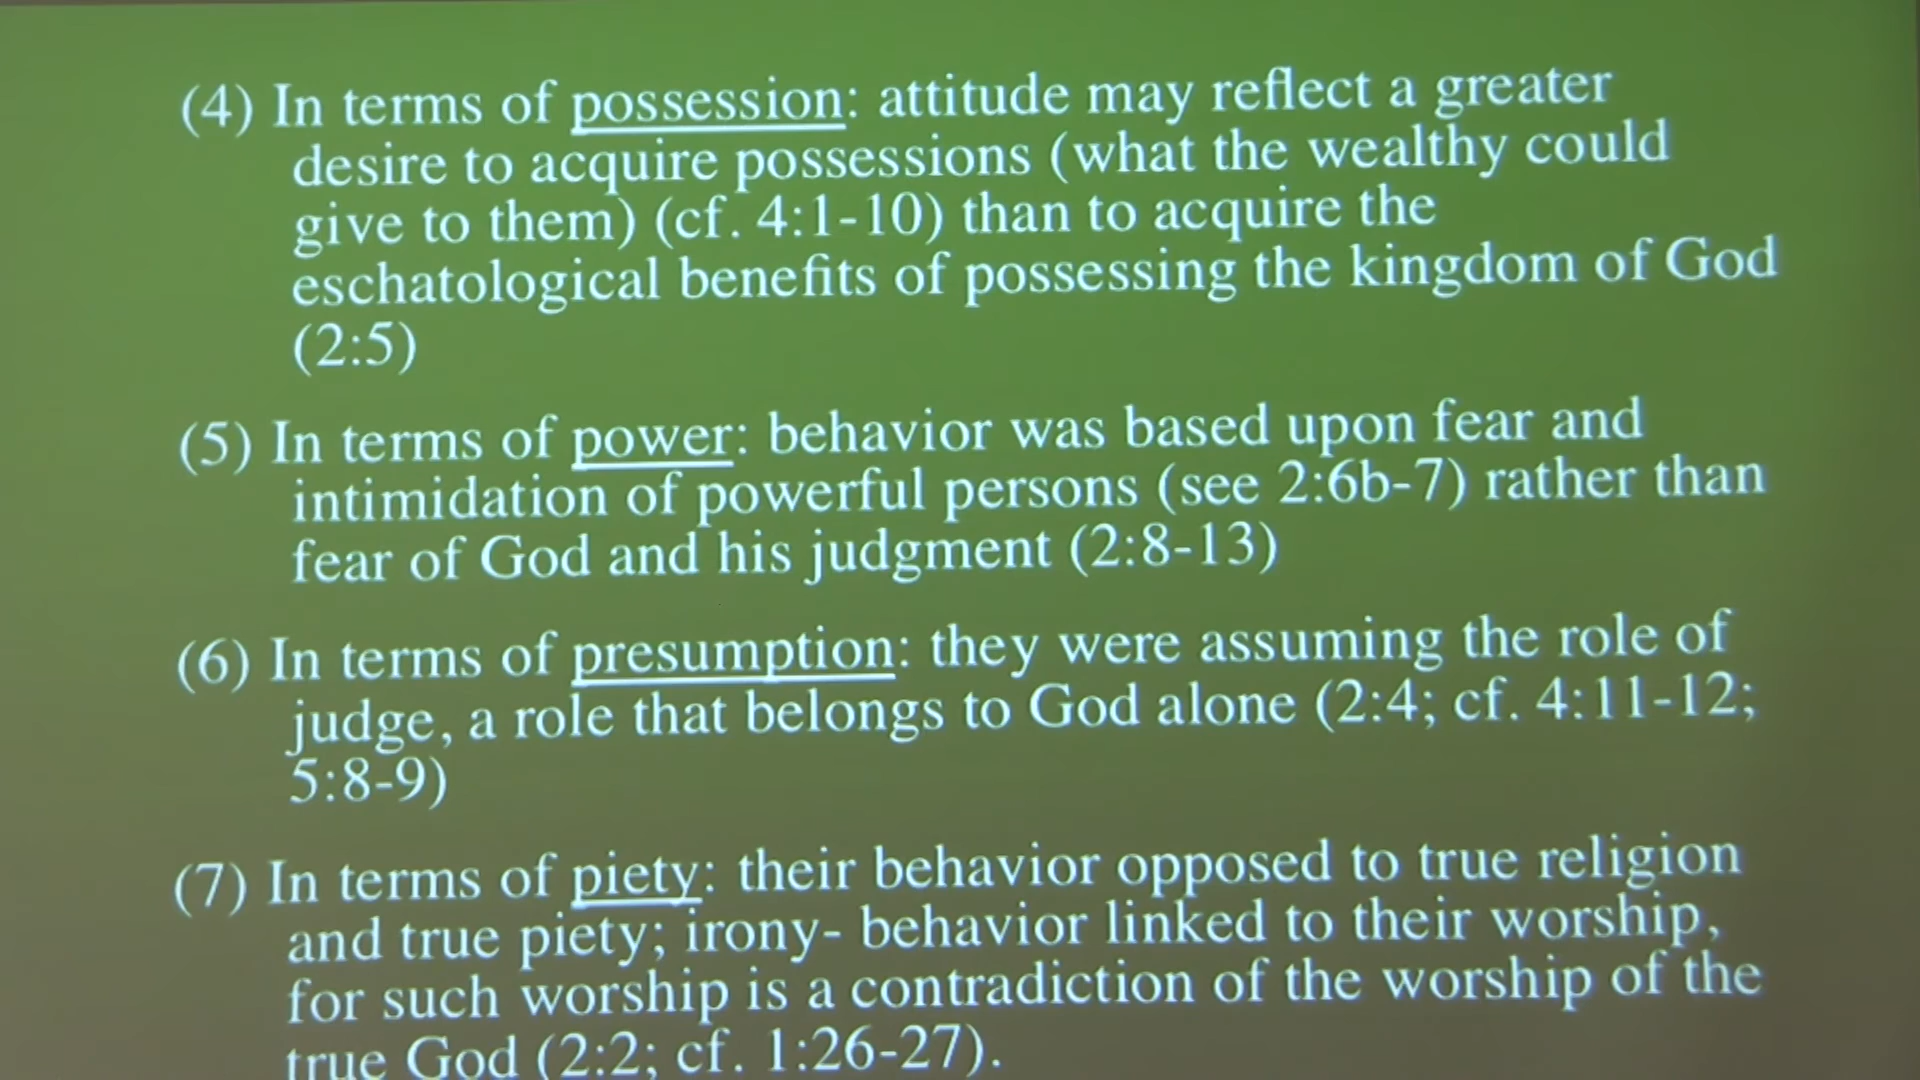 (4) In terms of possession: attitude may reflect a greater
desire to acquire possessions (what the wealthy could
give to them) (cf. 4:1-10) than to acquire the
eschatological benefits of possessing the kingdom of God
(2:5)
(5) In terms of power: behavior was based upon fear and
intimidation of powerful persons (see 2:6b-7) rather than
fear of God and his judgment (2:8-13)
(6) In terms of presumption: they were assuming the role of
judge, a role that belongs to God alone (2:4; cf. 4:11-12;
5:8-9)
(7) In terms of piety: their behavior opposed to true religion
and true piety; irony- behavior linked to their worship,
for such worship is a contradiction of the worship of the
true God (2:2; cf. 1:26-27).